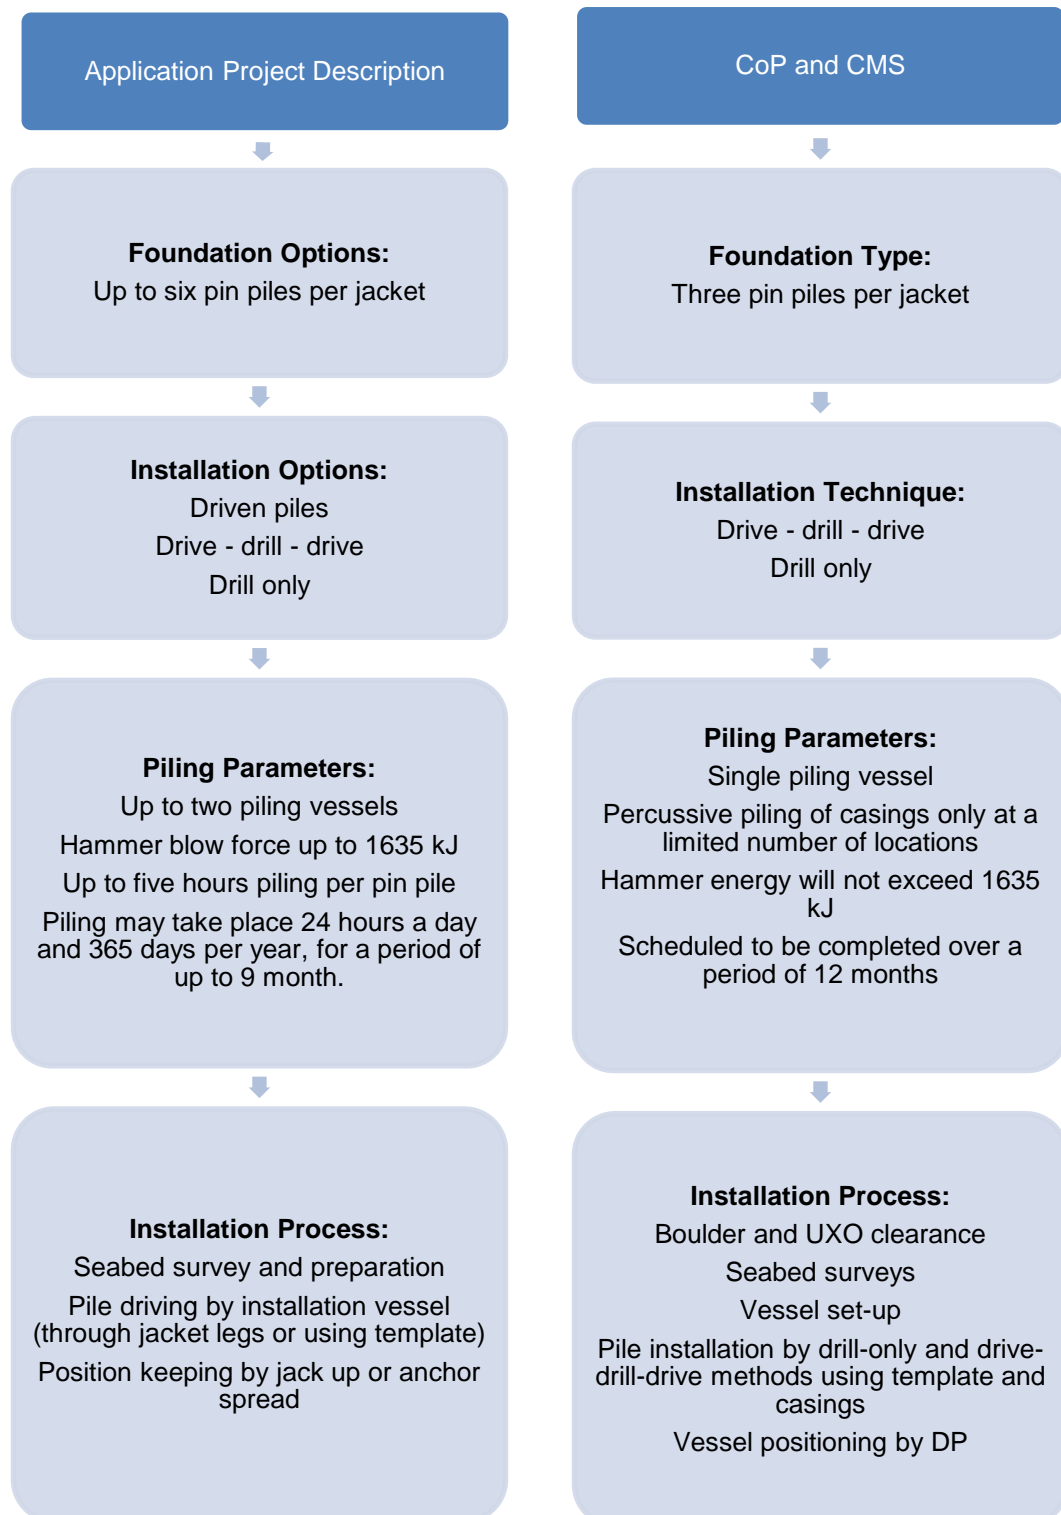 Application Project Description
Foundation Options:
Up to six pin piles per jacket
Installation Options:
Driven piles
Drive - drill - drive
Drill only
Piling Parameters:
Up to two piling vessels
Hammer blow force up to 1635 kJ
Up to five hours piling per pin pile
Piling may take place 24 hours a day
and 365 days per year, for a period of
up to 9 month.
Installation Process:
Seabed survey and preparation
Pile driving by installation vessel
(through jacket legs or using template)
Position keeping by jack up or anchor
spread
CoP and CMS
Foundation Type:
Three pin piles per jacket
Installation Technique:
Drive - drill - drive
Drill only
Piling Parameters:
Single piling vessel
Percussive piling of casings only at a
limited number of locations
Hammer energy will not exceed 1635
kJ
Scheduled to be completed over a
period of 12 months
Installation Process:
Boulder and UXO clearance
Seabed surveys
Vessel set-up
Pile installation by drill-only and drive-
drill-drive methods using template and
casings
Vessel positioning by DP